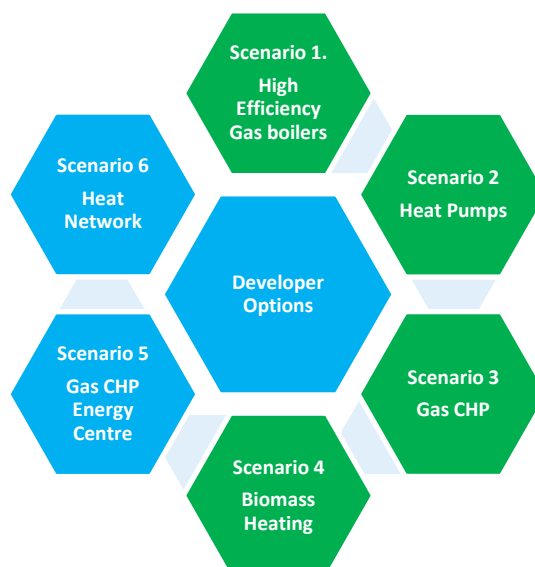 Scenario 1.
High
Efficiency
Gas boilers
Scenario 2
Heat Pumps
Scenario 3
Gas CHP
Scenario 4
Biomass
Heating
Scenario 5
Gas CHP
Energy
Centre
Scenario 6
Heat
Network
Developer
Options